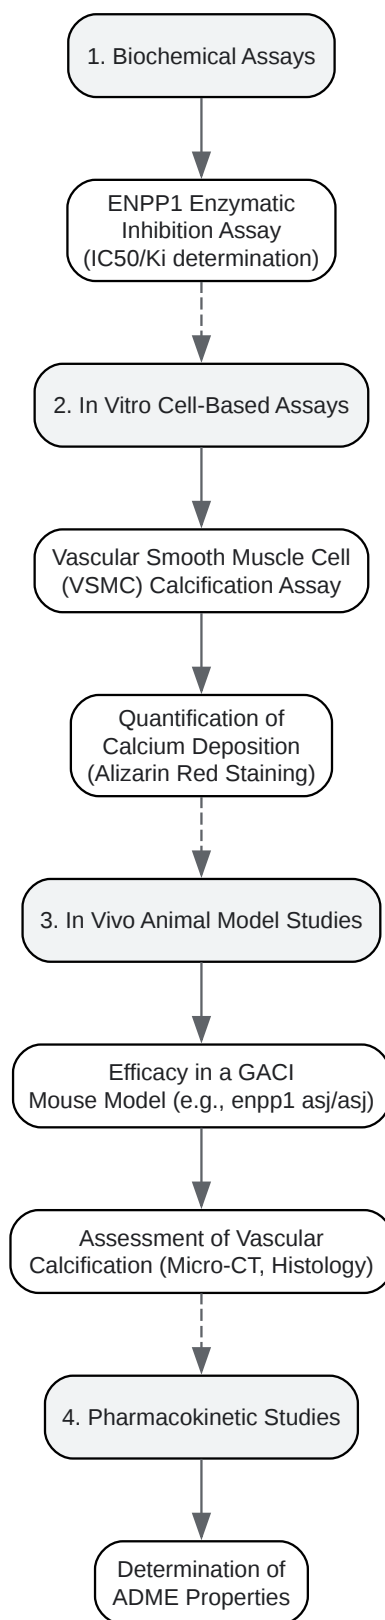 1. Biochemical Assays
ENPP1 Enzymatic
Inhibition Assay
(IC50/Ki determination)
2. In Vitro Cell-Based Assays
Vascular Smooth Muscle Cell
(VSMC) Calcification Assay
Quantification of
Calcium Deposition
(Alizarin Red Staining)
3. In Vivo Animal Model Studies
Efficacy in a GACI
Mouse Model (e.g., enpp1 asj/asj)
Assessment of Vascular
Calcification (Micro-CT, Histology)
4. Pharmacokinetic Studies
Determination of
ADME Properties